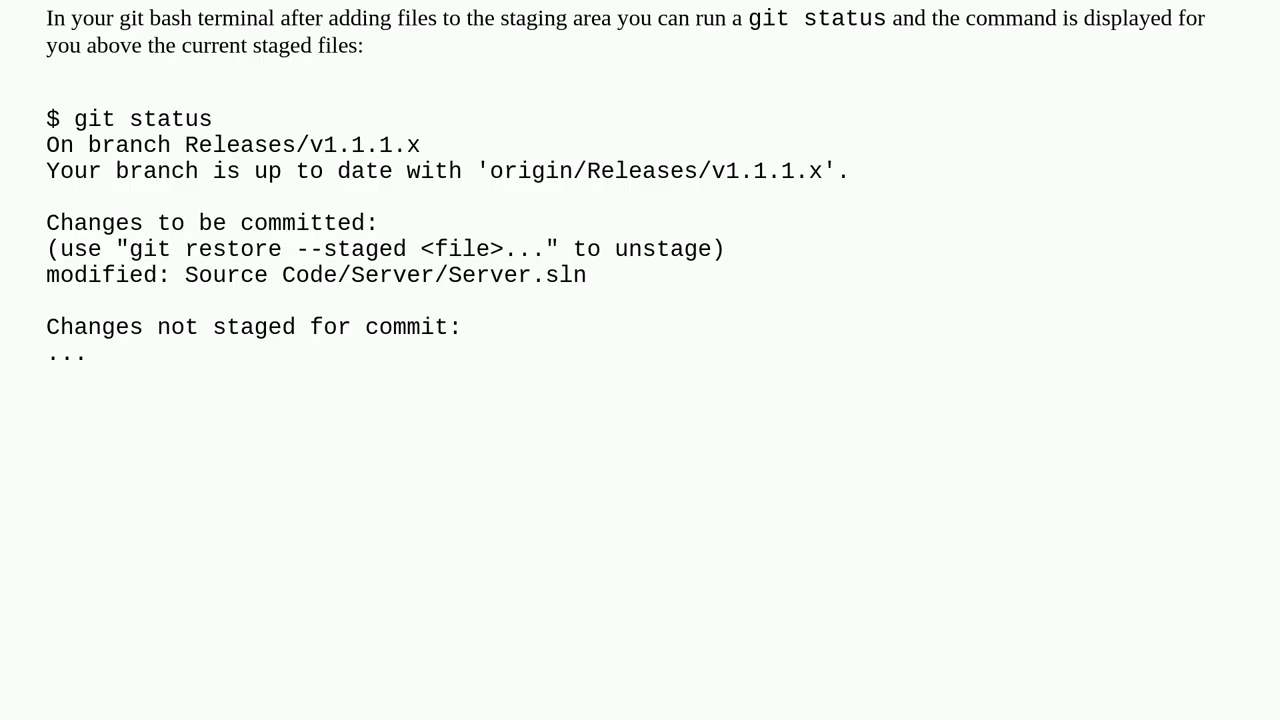 In your git bash terminal after adding files to the staging area you can run a git status and the command is displayed for
you above the current staged files:
$ git status
On branch Releases/v1.1.1.x
Your branch is up to date with 'origin/Releases/v1.1.1.x'.
Changes to be committed:
(use "git restore --staged <file>..." to unstage)
modified: Source Code/Server/Server.sln
Changes not staged for commit:
...